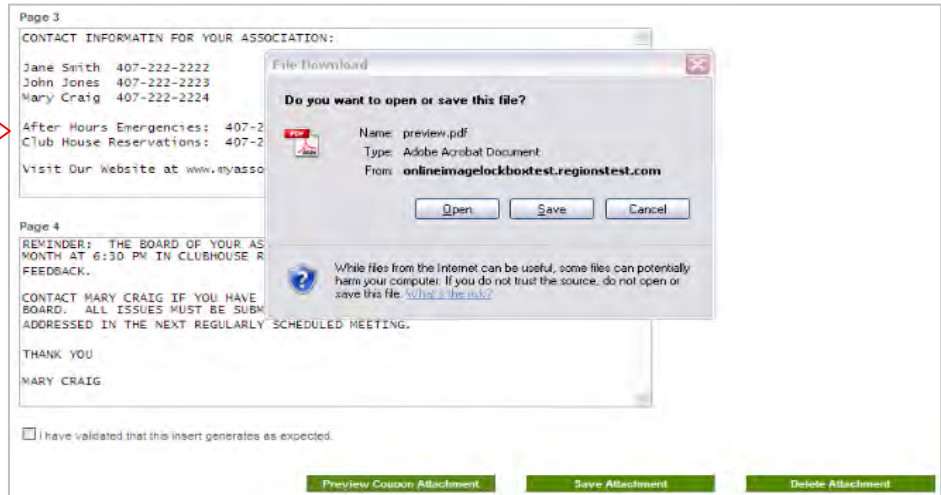 Page 3
CONTACT INFORMATIN FOR YOUR ASSOCIATION:
Jane Smith 407-222-2222
John Jones 407-222-2223
Mary Craig 407-222-2224
After Hours Emergencies: 407-2
Club House Reservations: 407-2
Visit Our Website at www.myasso
File Download
Do you want to open or save this file?
PDF
Name: preview.pdf
Type: Adobe Acrobat Document
From: onlineimagelockboxtest.regionstest.com
Open Save Cancel
While files from the Internet can be useful, some files can potentially
harm your computer. If you do not trust the source, do not open or
save this file. What's the risk?
Page 4
REMINDER: THE BOARD OF YOUR AS
MONTH AT 6:30 PM IN CLUBHOUSE R
FEEDBACK.
CONTACT MARY CRAIG IF YOU HAVE
BOARD. ALL ISSUES MUST BE SUBM
ADDRESSED IN THE NEXT REGULARLY SCHEDULED MEETING.
THANK YOU
MARY CRAIG
I have validated that this insert generates as expected.
Preview Coupon Attachment Save Attachment Delete Attachment